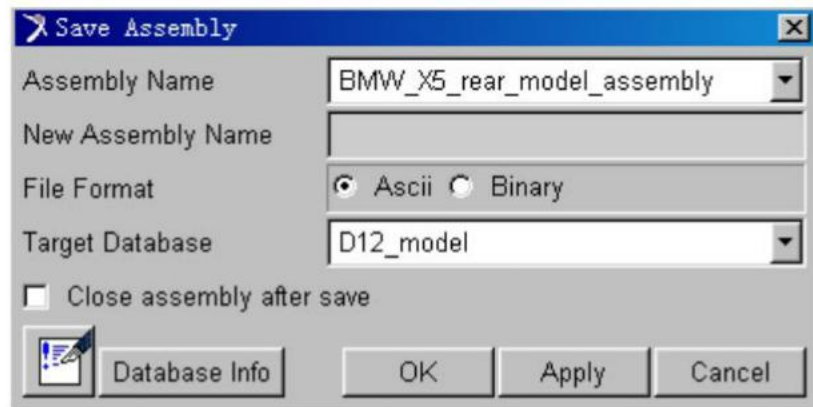 Save Assembly
Assembly Name BMW_X5_rear_model_assembly
New Assembly Name
File Format Ascii Binary
Target Database D12_model
Close assembly after save
Database Info OK Apply Cancel